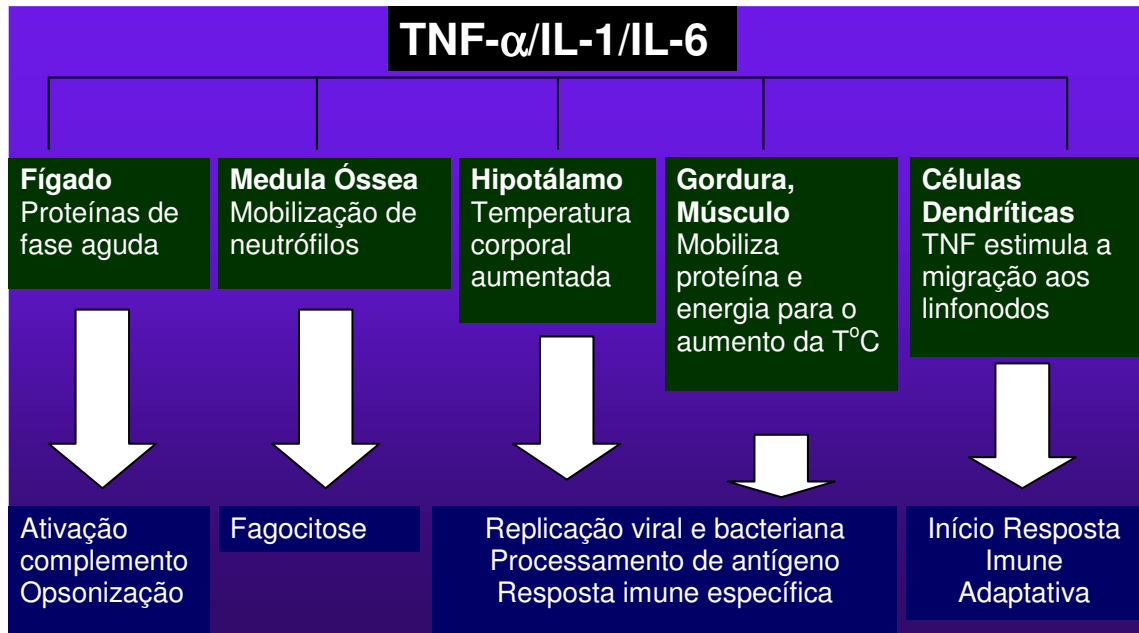 TNF-α/IL-1/IL-6
Fígado
Proteínas de
fase aguda
Medula Óssea
Mobilização de
neutrófilos
Hipotálamo
Temperatura
corporal
aumentada
Gordura,
Músculo
Mobiliza
proteína e
energia para o
aumento da TºC
Células
Dendríticas
TNF estimula a
migração aos
linfonodos
Ativação
complemento
Opsonização
Fagocitose
Replicação viral e bacteriana
Processamento de antígeno
Resposta imune específica
Início Resposta
Imune
Adaptativa